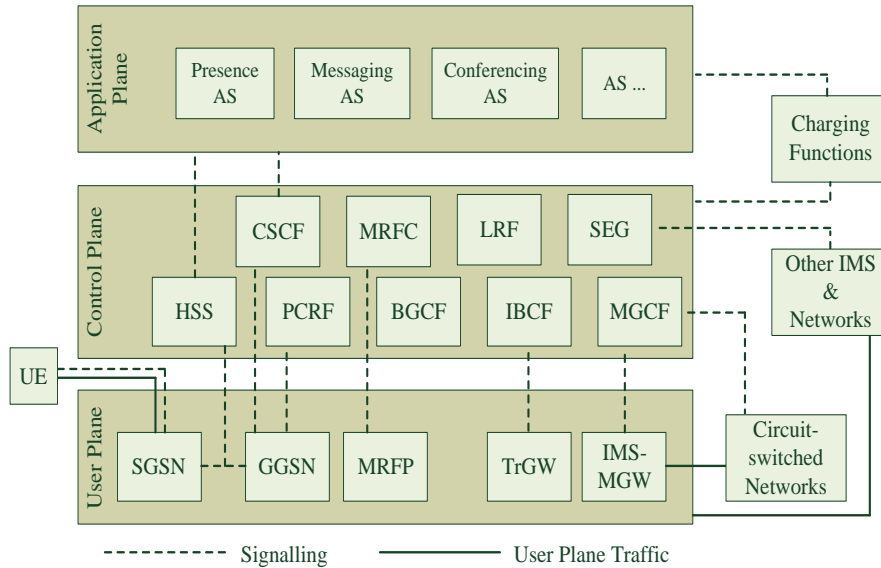 Application
Plane
Presence
AS
Messaging
AS
Conferencing
AS
AS ...
Charging
Functions
Control Plane
CSCF
MRFC
LRF
SEG
HSS
PCRF
BGCF
IBCF
MGCF
Other IMS
&
Networks
UE
User Plane
SGSN
GGSN
MRFP
TrGW
IMS-
MGW
Circuit-
switched
Networks
Signalling
User Plane Traffic